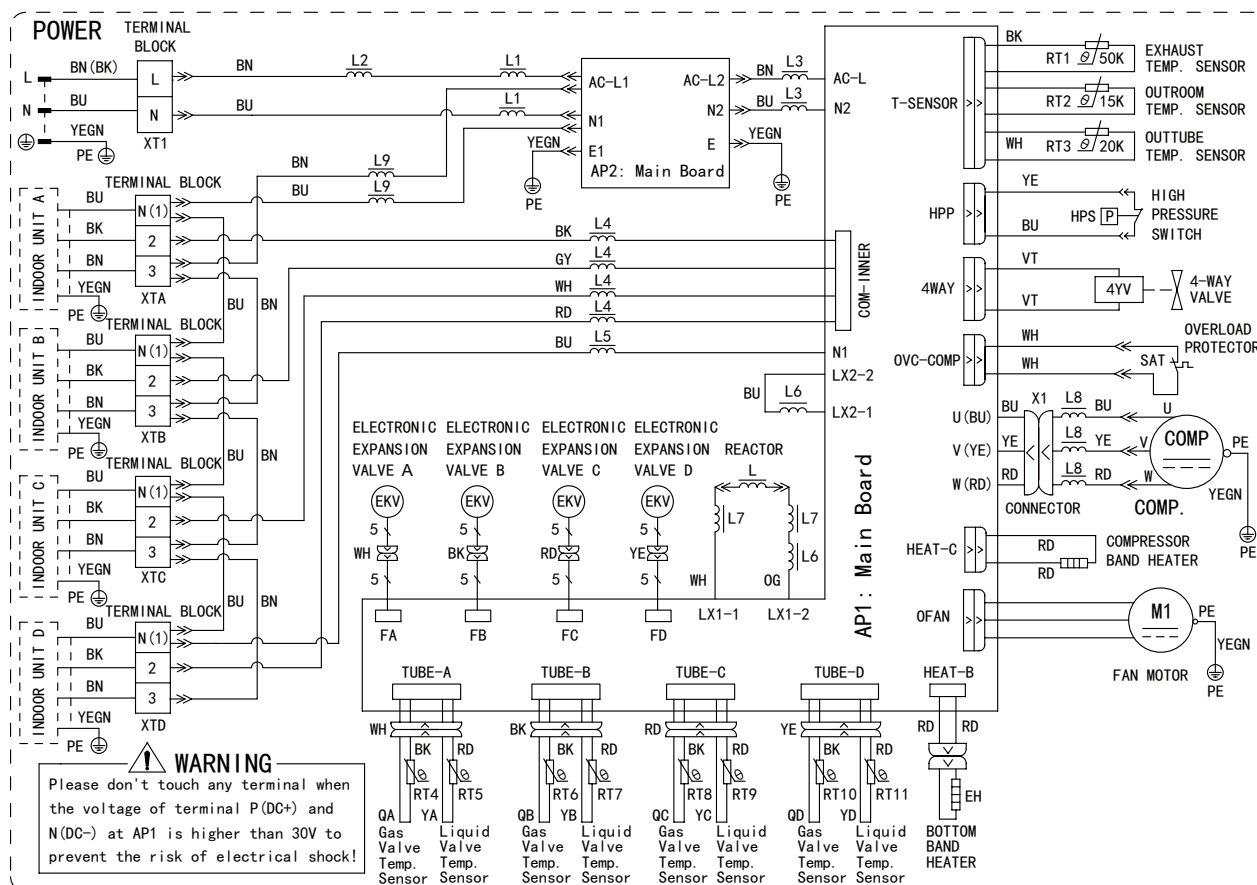 POWER
TERMINAL
BLOCK
L
BN(BK)
L
BN
L2
L1
AC-L1
AC-L2
BN
L3
AC-L
N
BU
N
BU
L1
N1
N2
BU
L3
N2
YEGN
PE
XT1
YEGN
E1
E
YEGN
AP2: Main Board
PE
PE
BN
L9
BU
L9
TERMINAL BLOCK
INDOOR UNIT A
BU
N(1)
BK
2
BN
3
YEGN
PE
XTA
BU
BN
BK
L4
GY
L4
WH
L4
RD
L4
BU
L5
COM-INNER
N1
LX2-2
BU
L6
LX2-1
TERMINAL BLOCK
INDOOR UNIT B
BU
N(1)
BK
2
BN
3
YEGN
PE
XTB
BU
BN
TERMINAL BLOCK
INDOOR UNIT C
BU
N(1)
BK
2
BN
3
YEGN
PE
XTC
BU
BN
TERMINAL BLOCK
INDOOR UNIT D
BU
N(1)
BK
2
BN
3
YEGN
PE
XTD
ELECTRONIC
EXPANSION
VALVE A
EKV
5
WH
5
FA
ELECTRONIC
EXPANSION
VALVE B
EKV
5
BK
5
FB
ELECTRONIC
EXPANSION
VALVE C
EKV
5
RD
5
FC
ELECTRONIC
EXPANSION
VALVE D
EKV
5
YE
5
FD
REACTOR
L
L7
L7
L6
WH
OG
LX1-1
LX1-2
AP1: Main Board
T-SENSOR
BK
RT1
θ
50K
EXHAUST
TEMP. SENSOR
RT2
θ
15K
OUTROOM
TEMP. SENSOR
WH
RT3
θ
20K
OUTTUBE
TEMP. SENSOR
HPP
YE
BU
HPS
P
HIGH
PRESSURE
SWITCH
4WAY
VT
VT
4YV
4-WAY
VALVE
OVC-COMP
WH
WH
SAT
OVERLOAD
PROTECTOR
U(BU)
BU
X1
L8
BU
U
V(YE)
YE
L8
YE
V
W(RD)
RD
L8
RD
W
COMP
PE
YEGN
PE
CONNECTOR
COMP.
HEAT-C
RD
RD
COMPRESSOR
BAND HEATER
OFAN
M1
PE
YEGN
PE
FAN MOTOR
TUBE-A
WH
BK
RD
θ
RT4
θ
RT5
QA
YA
Gas
Valve
Temp.
Sensor
Liquid
Valve
Temp.
Sensor
TUBE-B
BK
BK
RD
θ
RT6
θ
RT7
QB
YB
Gas
Valve
Temp.
Sensor
Liquid
Valve
Temp.
Sensor
TUBE-C
RD
BK
RD
θ
RT8
θ
RT9
QC
YC
Gas
Valve
Temp.
Sensor
Liquid
Valve
Temp.
Sensor
TUBE-D
YE
BK
RD
θ
RT10
θ
RT11
QD
YD
Gas
Valve
Temp.
Sensor
Liquid
Valve
Temp.
Sensor
HEAT-B
RD
RD
EH
BOTTOM
BAND
HEATER
WARNING
Please don't touch any terminal when
the voltage of terminal P(DC+) and
N(DC-) at AP1 is higher than 30V to
prevent the risk of electrical shock!